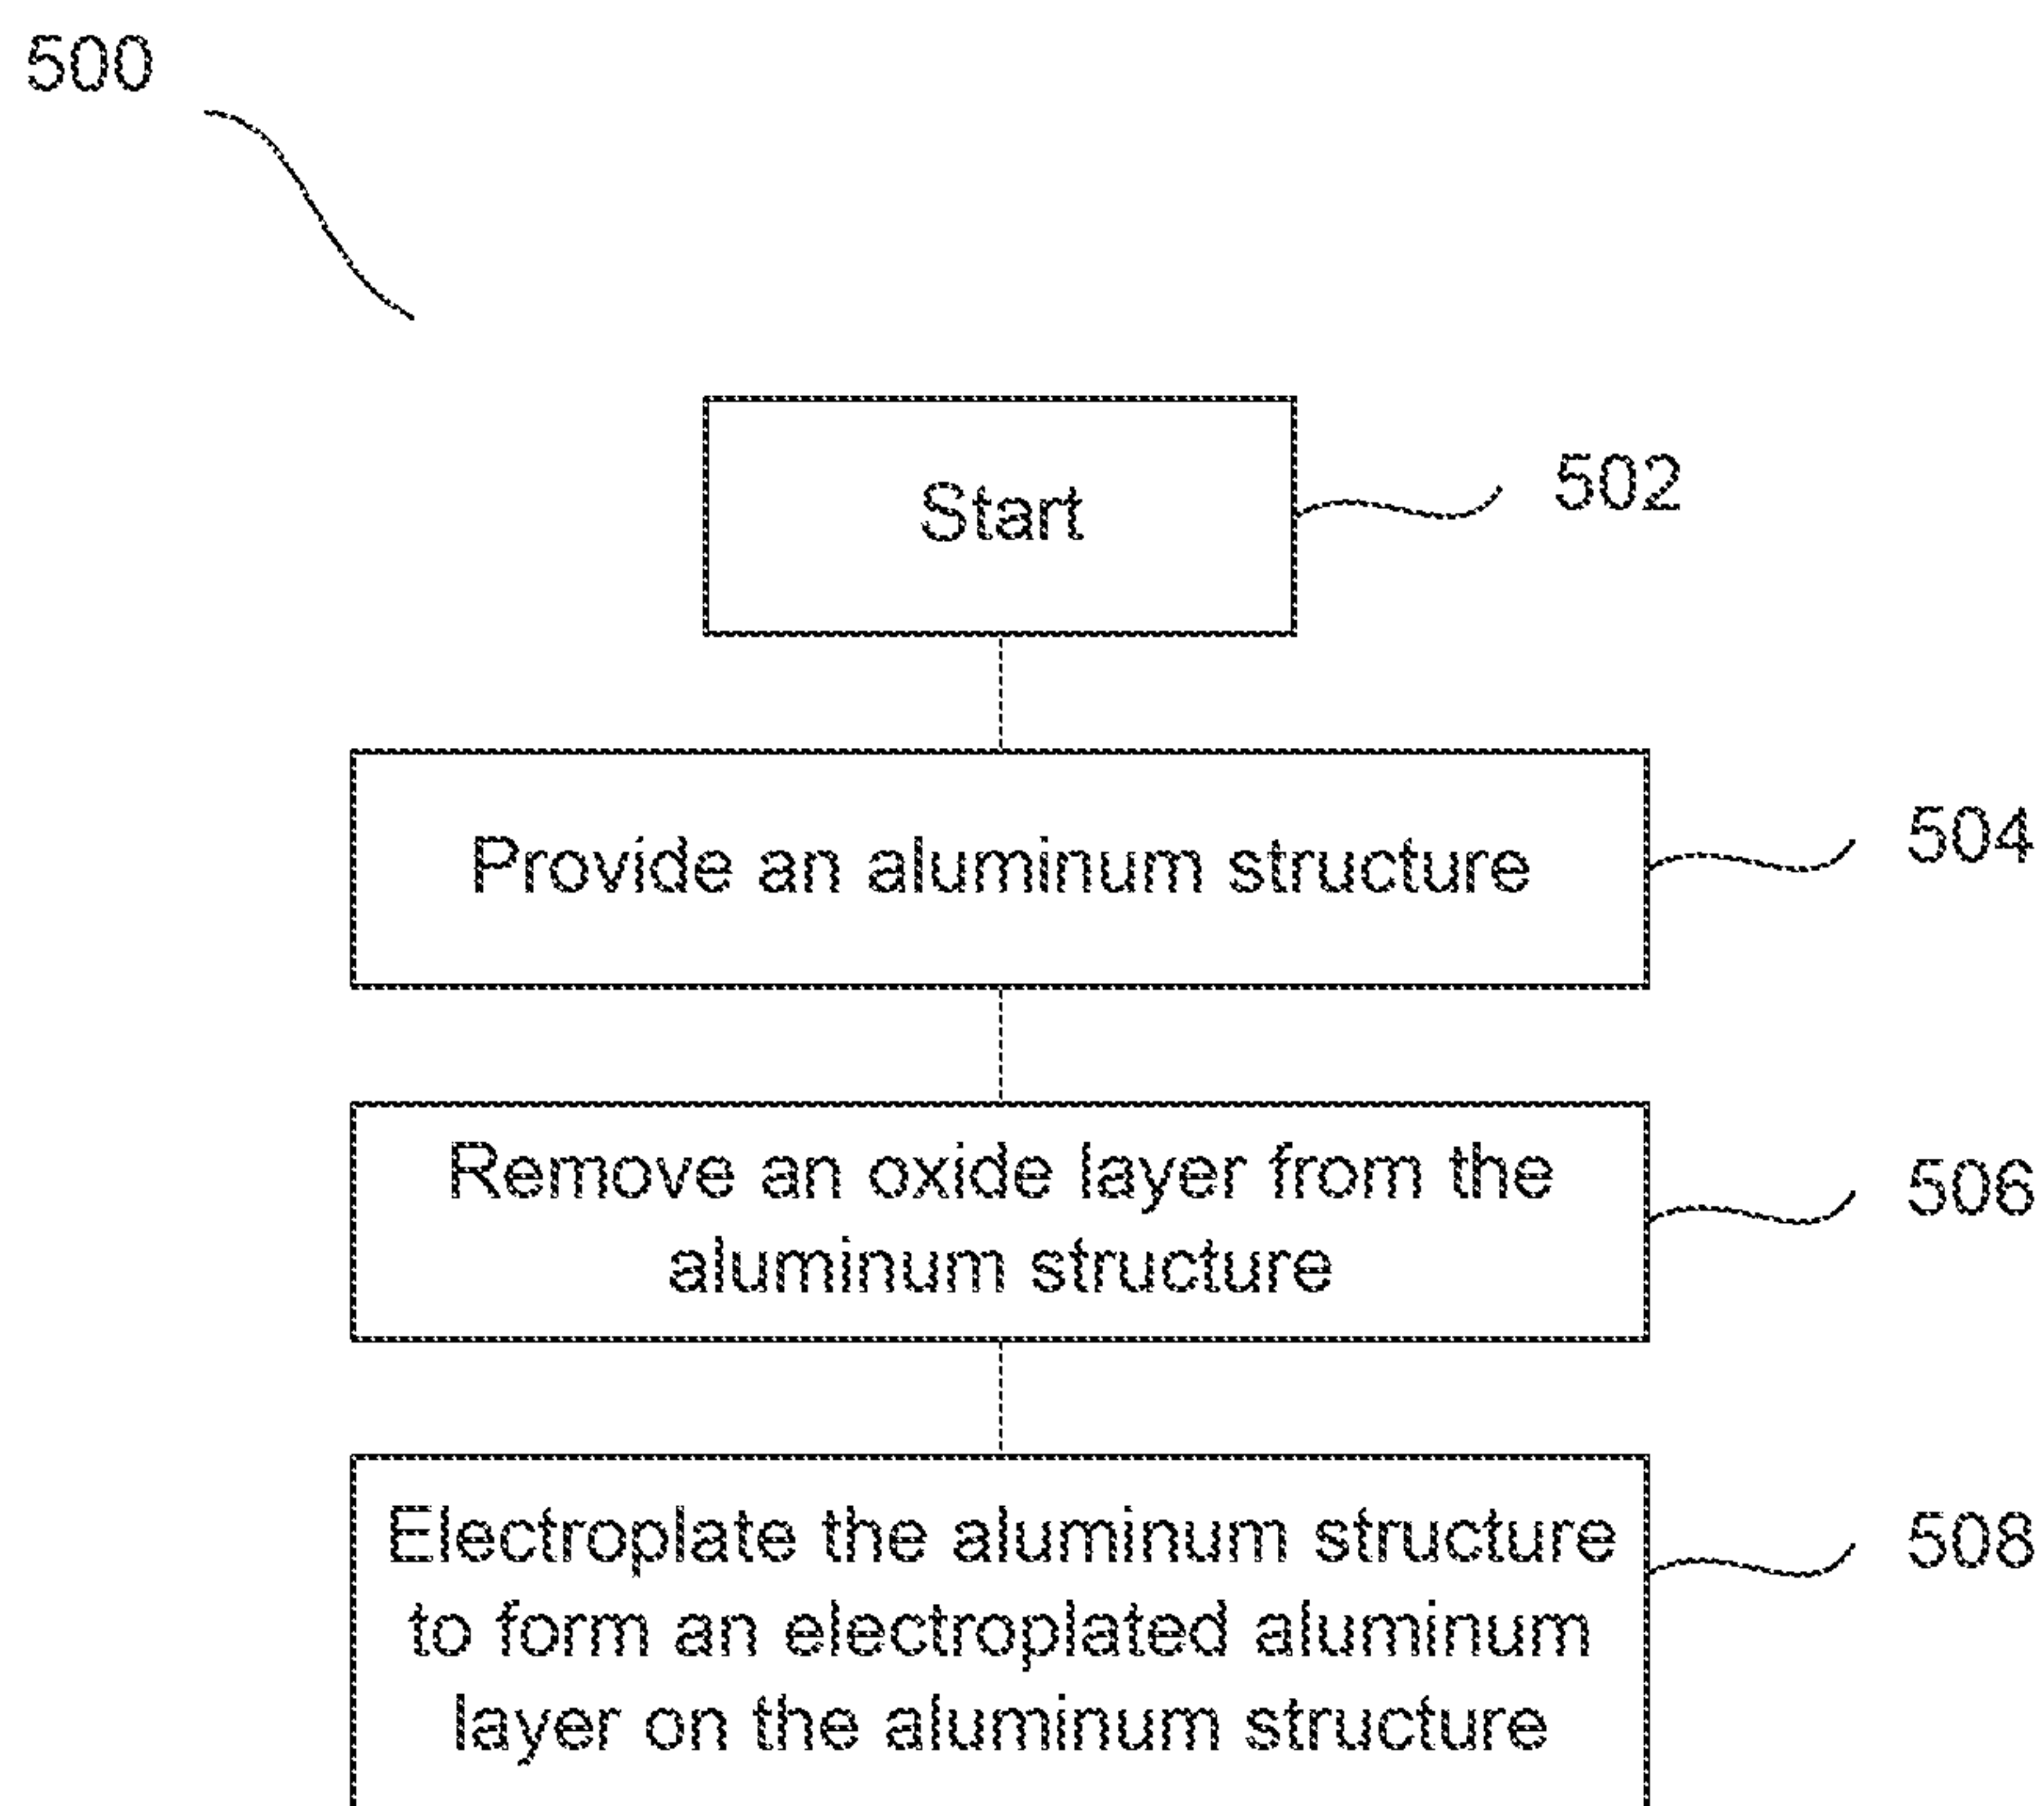 500
Start
502
Provide an aluminum structure
504
Remove an oxide layer from the
aluminum structure
506
Electroplate the aluminum structure
to form an electroplated aluminum
layer on the aluminum structure
508